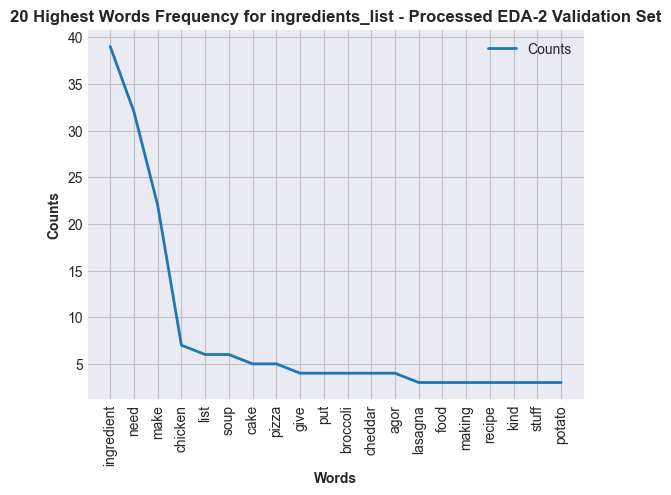 20 Highest Words Frequency for ingredients_list - Processed EDA-2 Validation Set
Counts
40
35
30
25
20
15
10
5
Counts
ingredient
need
make
chicken
list
soup
cake
pizza
give
put
broccoli
cheddar
agor
lasagna
food
making
recipe
kind
stuff
potato
Words